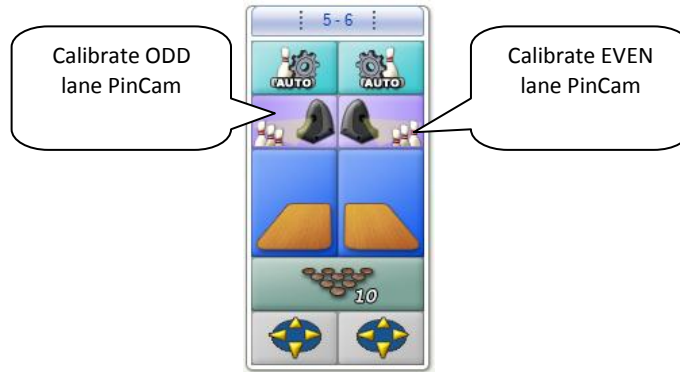 5-6
Calibrate ODD
lane PinCam
Calibrate EVEN
lane PinCam
AUTO
AUTO
10